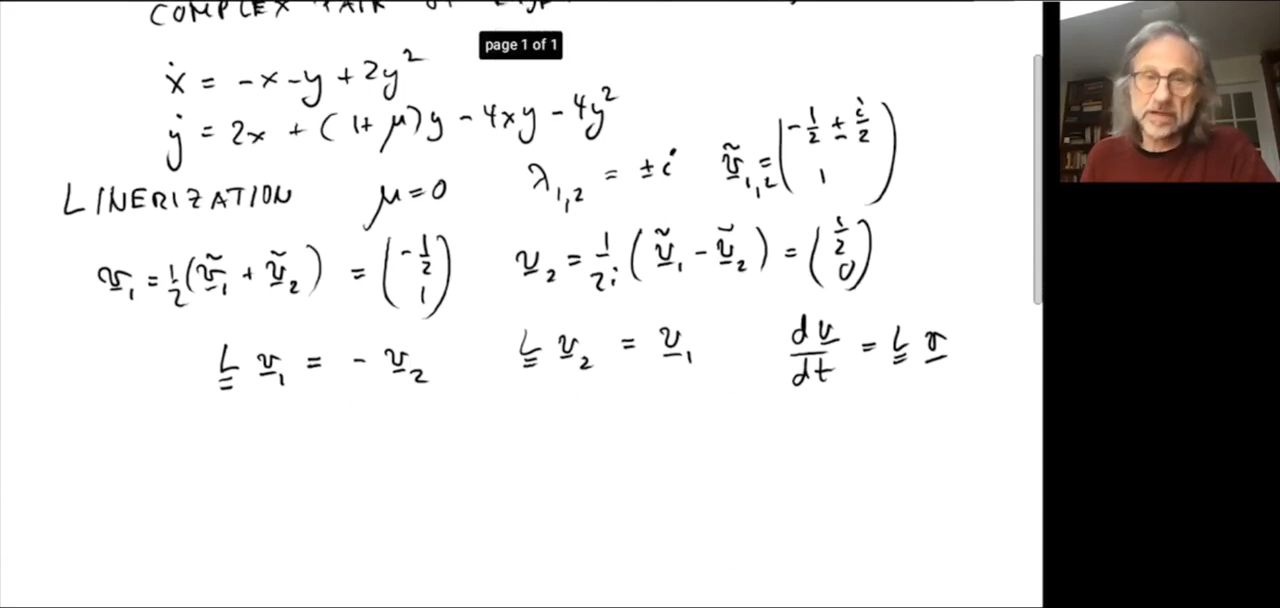 COMPLEX PAIR OF
page 1 of 1
ẋ = -x - y + 2y²
ẏ = 2x + (1 + μ)y - 4xy - 4y²
LINERIZATION μ = 0 λ₁,₂ = ±i ṽ₁,₂ = (-1/2 ± i/2, 1)
v₁ = 1/2 (ṽ₁ + ṽ₂) = (-1/2, 1) v₂ = 1/2i (ṽ₁ - ṽ₂) = (1/2, 0)
L v₁ = - v₂ L v₂ = v₁ dv/dt = L v